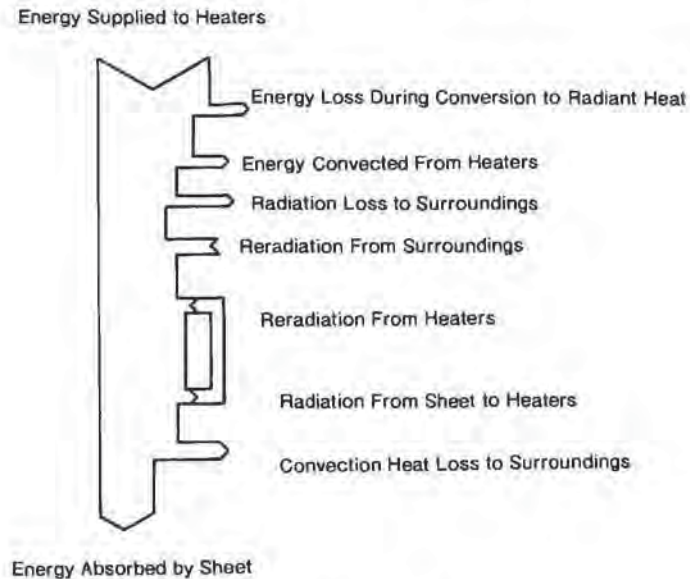 Energy Supplied to Heaters
Energy Loss During Conversion to Radiant Heat
Energy Convected From Heaters
Radiation Loss to Surroundings
Reradiation From Surroundings
Reradiation From Heaters
Radiation From Sheet to Heaters
Convection Heat Loss to Surroundings
Energy Absorbed by Sheet